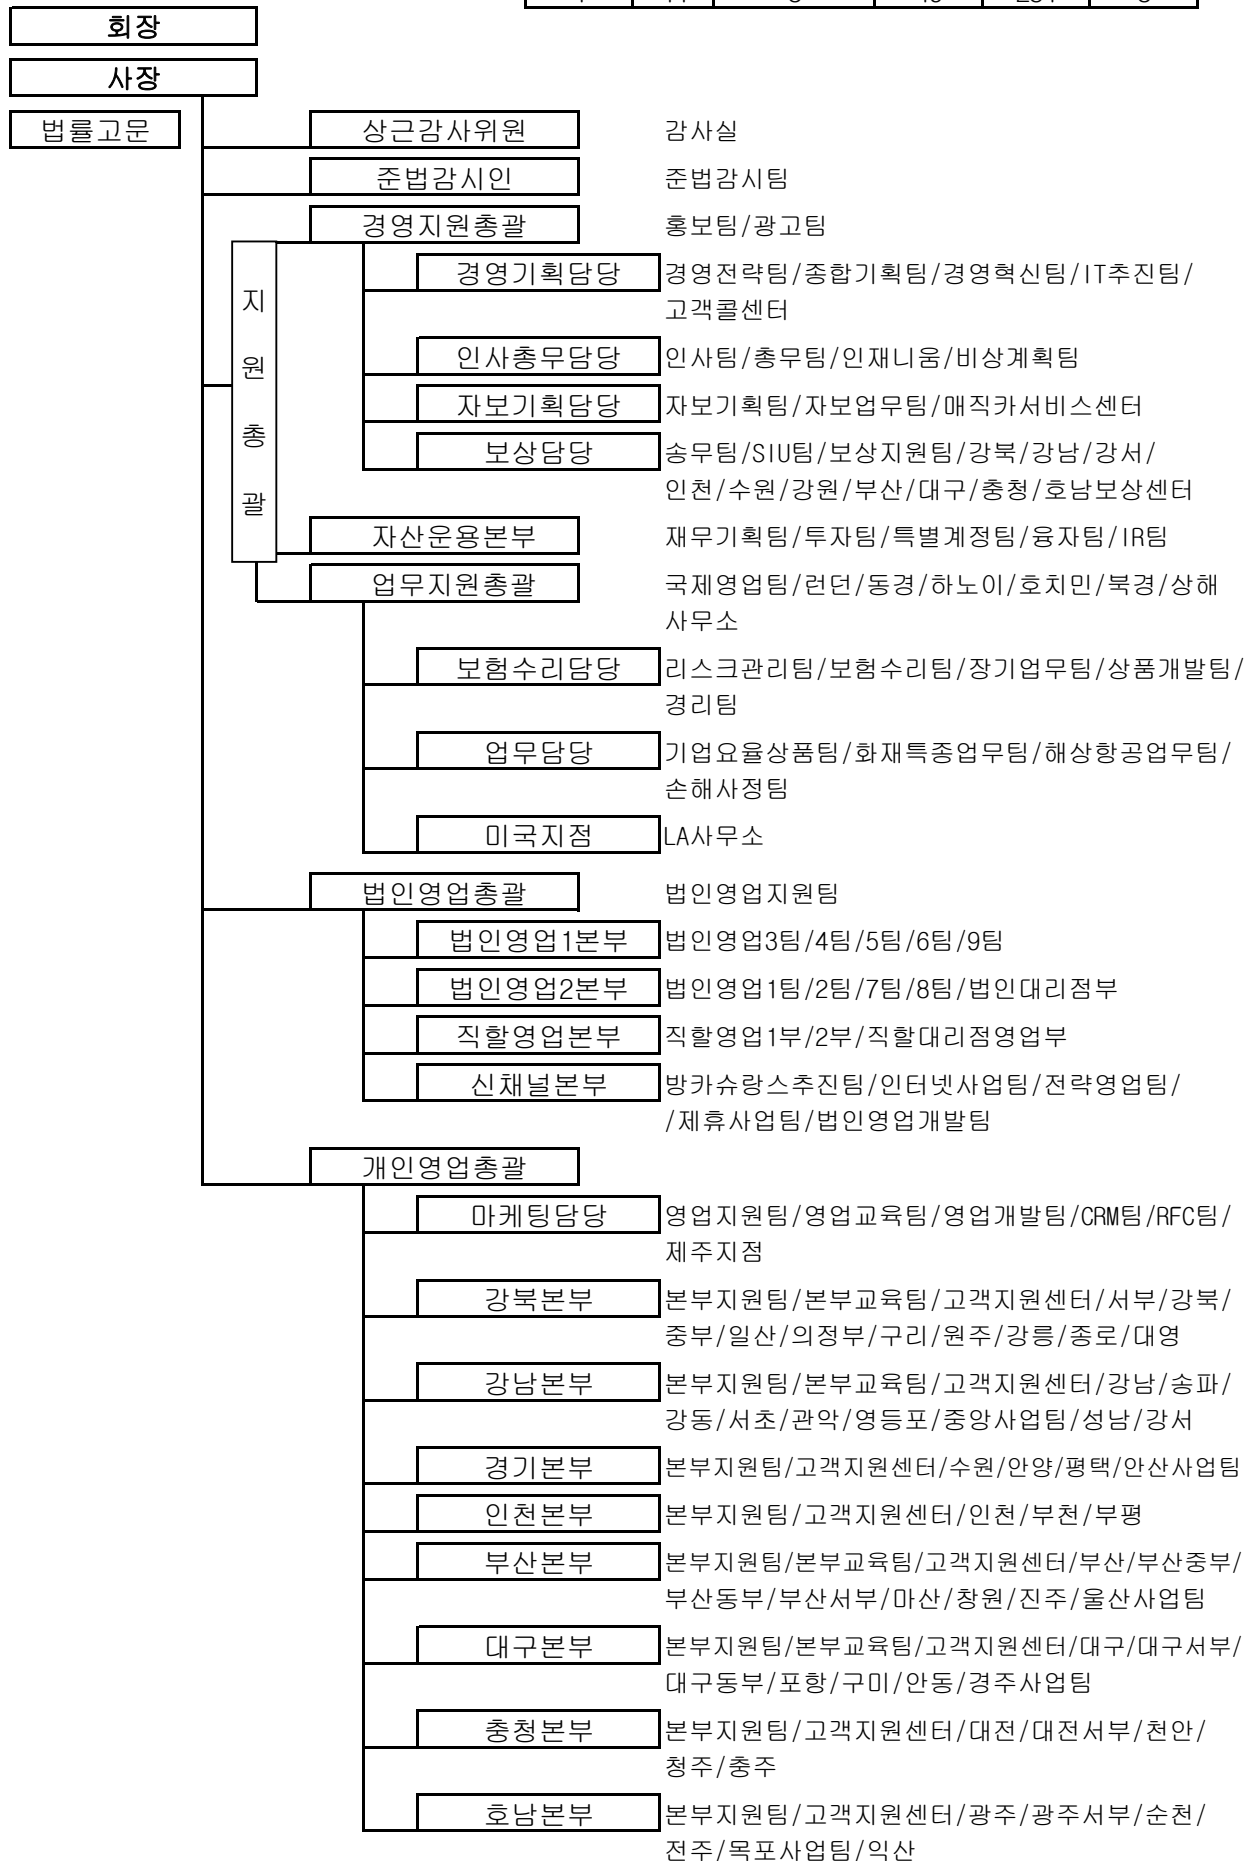 회장
사장
법률고문
상근감사위원 감사실
준법감시인 준법감시팀
경영지원총괄 홍보팀/광고팀
지원총괄
경영기획담당 경영전략팀/종합기획팀/경영혁신팀/IT추진팀/
고객콜센터
인사총무담당 인사팀/총무팀/인재니움/비상계획팀
자보기획담당 자보기획팀/자보업무팀/매직카서비스센터
보상담당 송무팀/SIU팀/보상지원팀/강북/강남/강서/
인천/수원/강원/부산/대구/충청/호남보상센터
자산운용본부 재무기획팀/투자팀/특별계정팀/융자팀/IR팀
업무지원총괄 국제영업팀/런던/동경/하노이/호치민/북경/상해
사무소
보험수리담당 리스크관리팀/보험수리팀/장기업무팀/상품개발팀/
경리팀
업무담당 기업요율상품팀/화재특종업무팀/해상항공업무팀/
손해사정팀
미국지점 LA사무소
법인영업총괄 법인영업지원팀
법인영업1본부 법인영업3팀/4팀/5팀/6팀/9팀
법인영업2본부 법인영업1팀/2팀/7팀/8팀/법인대리점부
직할영업본부 직할영업1부/2부/직할대리점영업부
신채널본부 방카슈랑스추진팀/인터넷사업팀/전략영업팀/
/제휴사업팀/법인영업개발팀
개인영업총괄
마케팅담당 영업지원팀/영업교육팀/영업개발팀/CRM팀/RFC팀/
제주지점
강북본부 본부지원팀/본부교육팀/고객지원센터/서부/강북/
중부/일산/의정부/구리/원주/강릉/종로/대영
강남본부 본부지원팀/본부교육팀/고객지원센터/강남/송파/
강동/서초/관악/영등포/중앙사업팀/성남/강서
경기본부 본부지원팀/고객지원센터/수원/안양/평택/안산사업팀
인천본부 본부지원팀/고객지원센터/인천/부천/부평
부산본부 본부지원팀/본부교육팀/고객지원센터/부산/부산중부/
부산동부/부산서부/마산/창원/진주/울산사업팀
대구본부 본부지원팀/본부교육팀/고객지원센터/대구/대구서부/
대구동부/포항/구미/안동/경주사업팀
충청본부 본부지원팀/고객지원센터/대전/대전서부/천안/
청주/충주
호남본부 본부지원팀/고객지원센터/광주/광주서부/순천/
전주/목포사업팀/익산